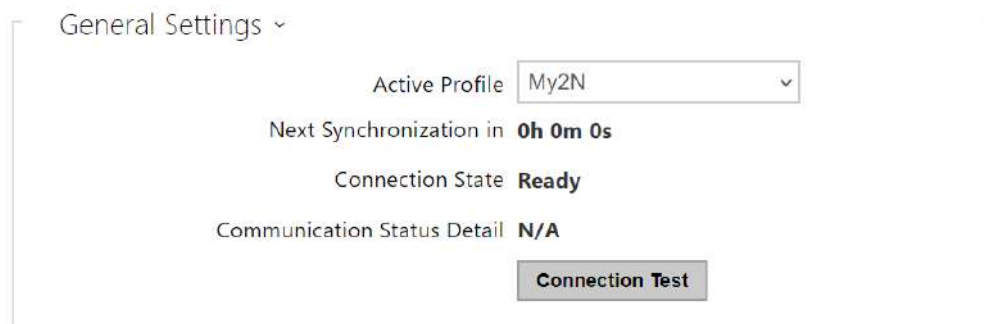 General Settings
Active Profile My2N
Next Synchronization in 0h 0m 0s
Connection State Ready
Communication Status Detail N/A
Connection Test